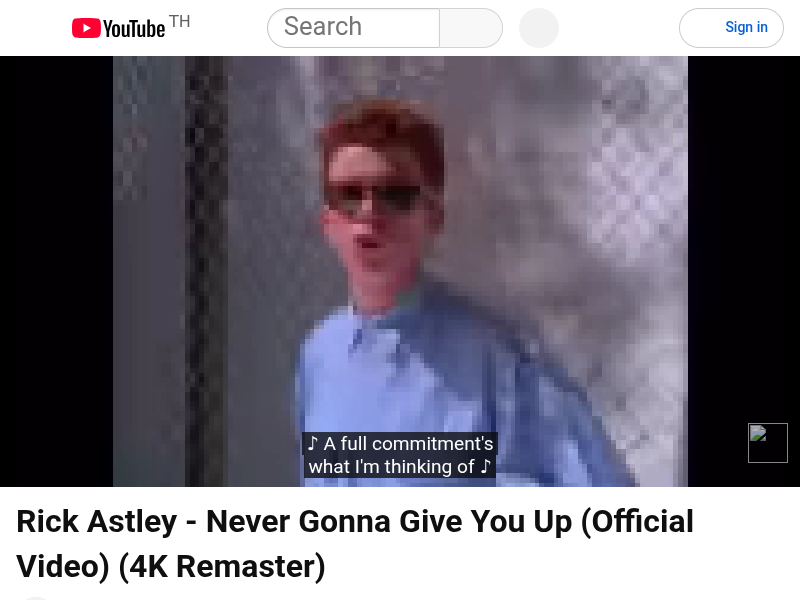 YouTube TH
Search
Sign in
♪ A full commitment's
what I'm thinking of ♪
Rick Astley - Never Gonna Give You Up (Official
Video) (4K Remaster)